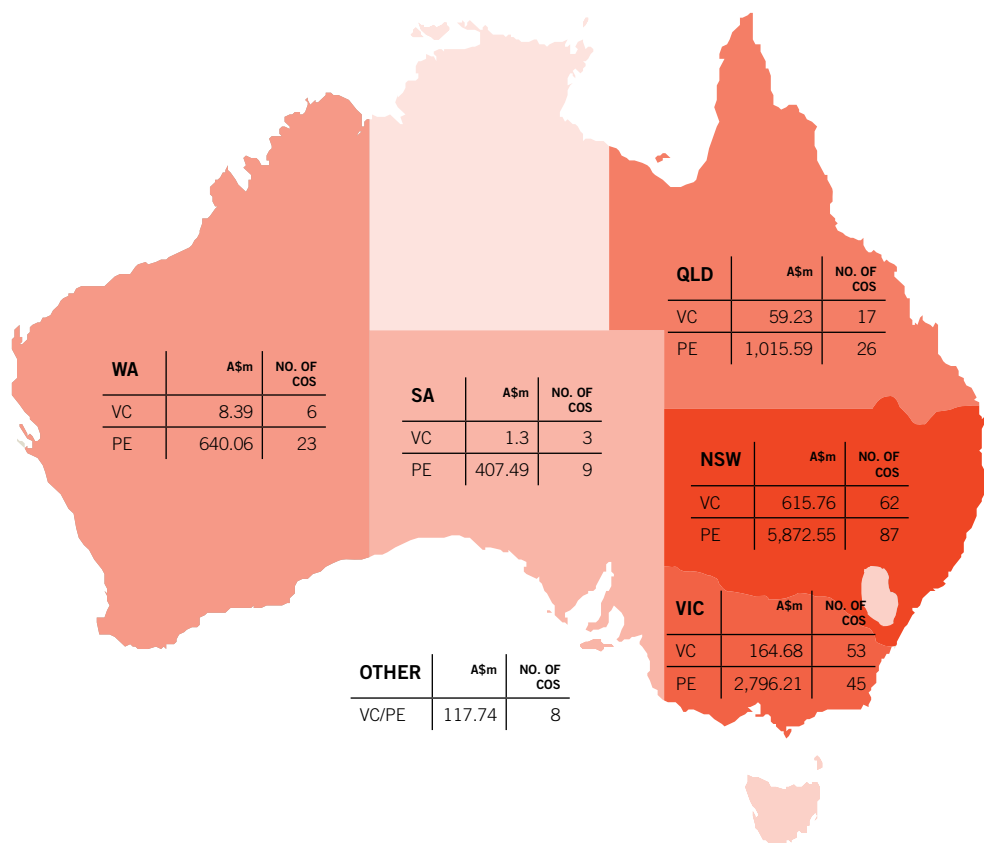 QLD A$m NO. OF
COS
VC 59.23 17
PE 1,015.59 26
WA A$m NO. OF
COS
VC 8.39 6
PE 640.06 23
SA A$m NO. OF
COS
VC 1.3 3
PE 407.49 9
NSW A$m NO. OF
COS
VC 615.76 62
PE 5,872.55 87
VIC A$m NO. OF
COS
VC 164.68 53
PE 2,796.21 45
OTHER A$m NO. OF
COS
VC/PE 117.74 8